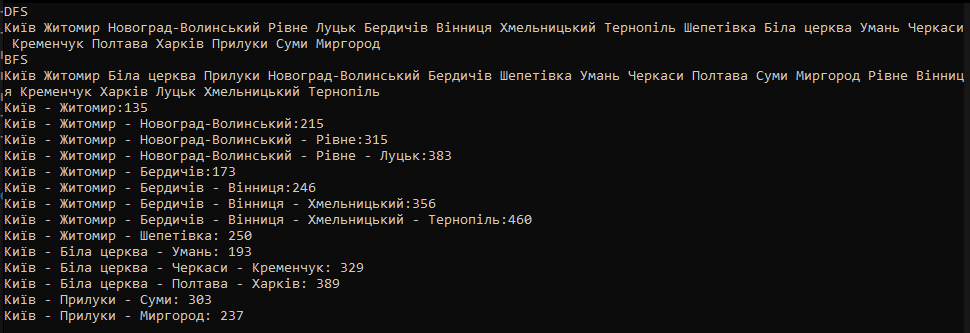 DFS
Київ Житомир Новоград-Волинський Рівне Луцьк Бердичів Вінниця Хмельницький Тернопіль Шепетівка Біла церква Умань Черкаси
Кременчук Полтава Харків Прилуки Суми Миргород
BFS
Київ Житомир Біла церква Прилуки Новоград-Волинський Бердичів Шепетівка Умань Черкаси Полтава Суми Миргород Рівне Вінниц
я Кременчук Харків Луцьк Хмельницький Тернопіль
Київ - Житомир:135
Київ - Житомир - Новоград-Волинський:215
Київ - Житомир - Новоград-Волинський - Рівне:315
Київ - Житомир - Новоград-Волинський - Рівне - Луцьк:383
Київ - Житомир - Бердичів:173
Київ - Житомир - Бердичів - Вінниця:246
Київ - Житомир - Бердичів - Вінниця - Хмельницький:356
Київ - Житомир - Бердичів - Вінниця - Хмельницький - Тернопіль:460
Київ - Житомир - Шепетівка: 250
Київ - Біла церква - Умань: 193
Київ - Біла церква - Черкаси - Кременчук: 329
Київ - Біла церква - Полтава - Харків: 389
Київ - Прилуки - Суми: 303
Київ - Прилуки - Миргород: 237